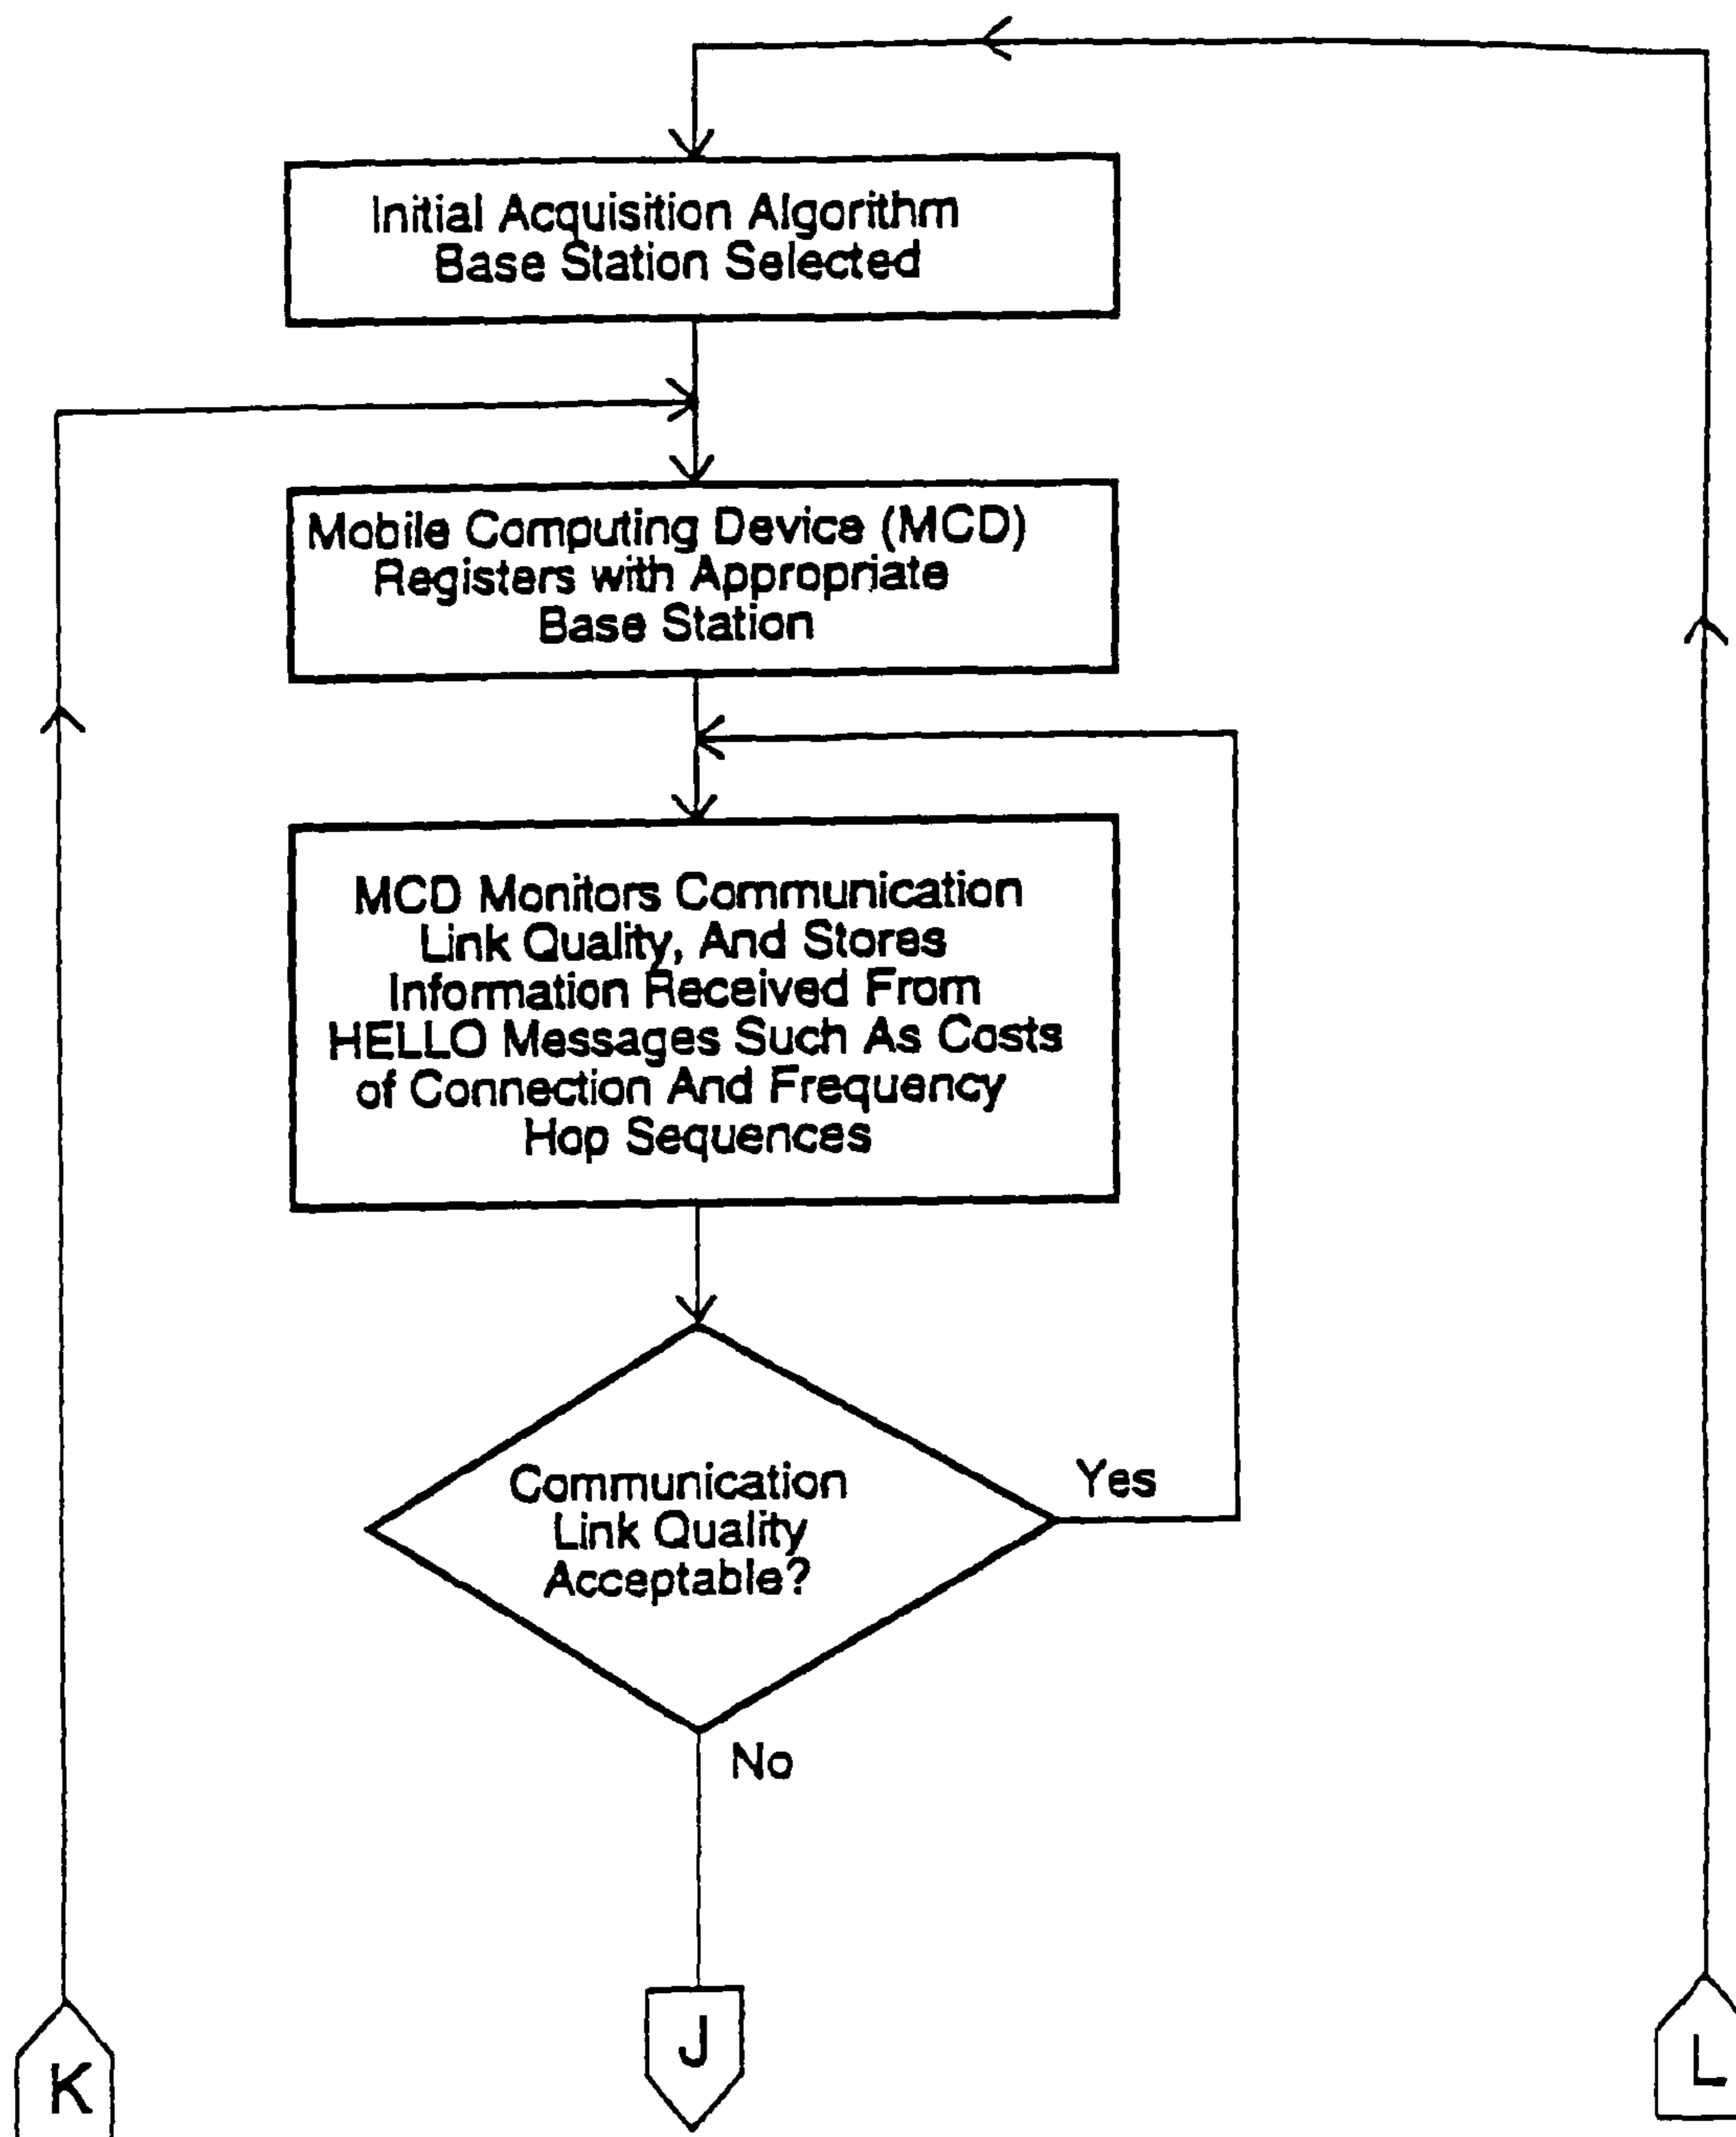 Initial Acquisition Algorithm
Base Station Selected
Mobile Computing Device (MCD)
Registers with Appropriate
Base Station
MCD Monitors Communication
Link Quality, And Stores
Information Received From
HELLO Messages Such As Costs
of Connection And Frequency
Hop Sequences
Communication
Link Quality
Acceptable?
Yes
No
K
J
L